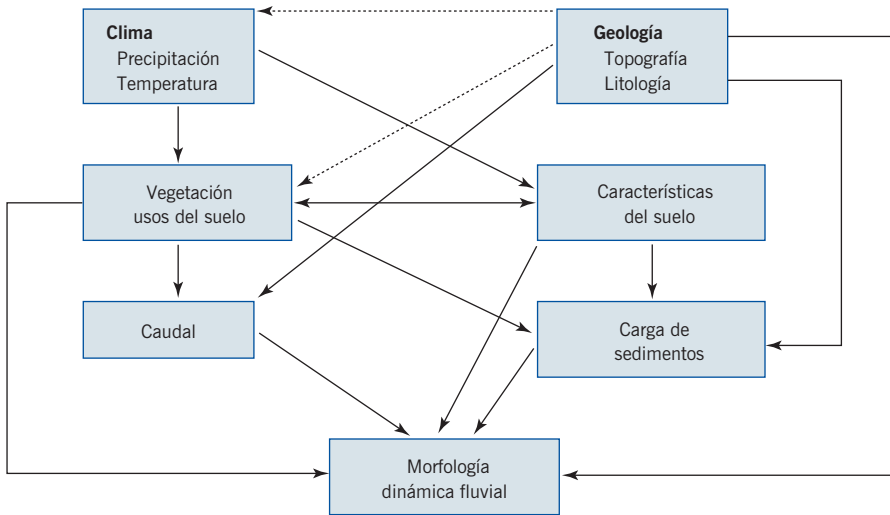 Clima
Precipitación
Temperatura
Geología
Topografía
Litología
Vegetación
usos del suelo
Características
del suelo
Caudal
Carga de
sedimentos
Morfología
dinámica fluvial